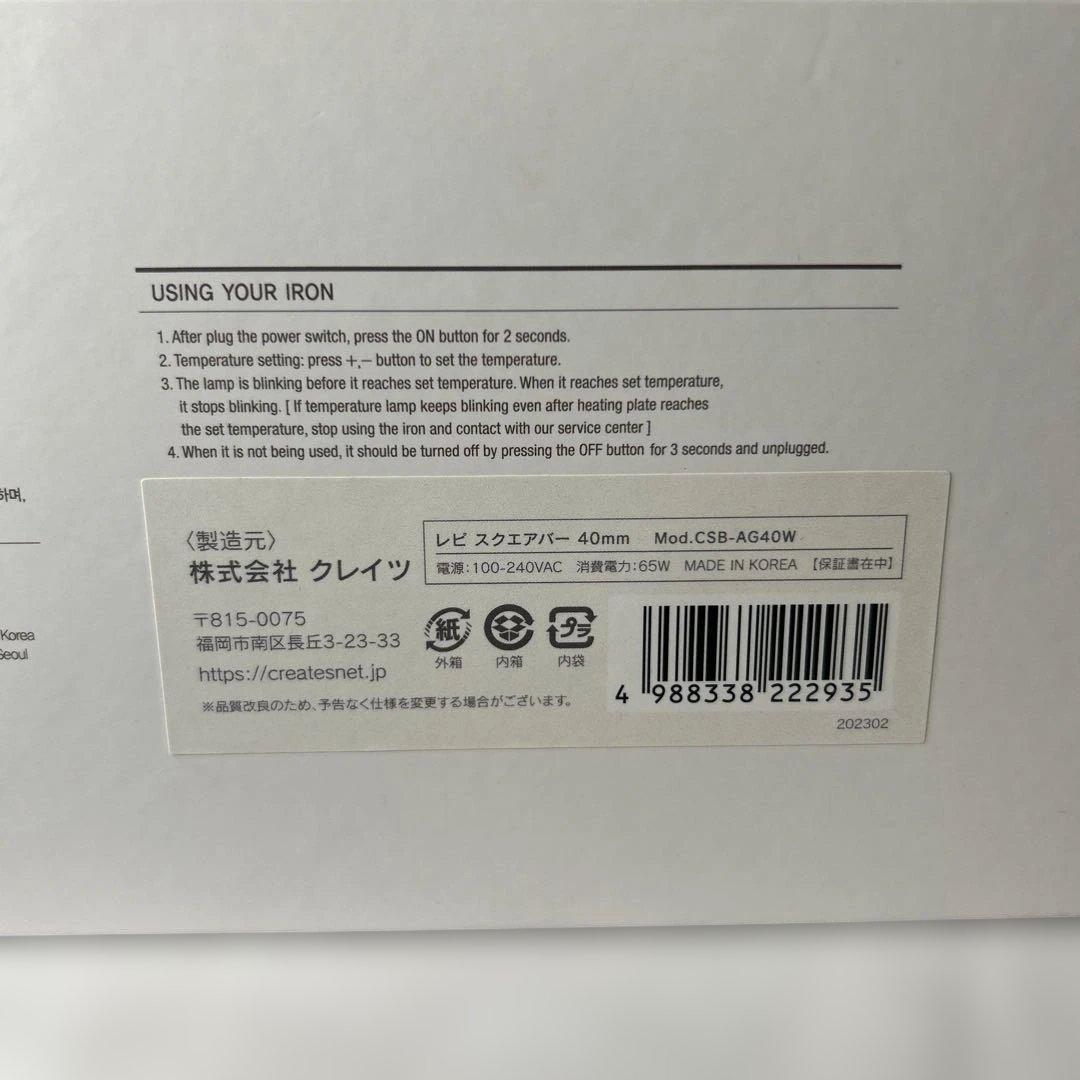 USING YOUR IRON
1. After plug the power switch, press the ON button for 2 seconds.
2. Temperature setting: press +,− button to set the temperature.
3. The lamp is blinking before it reaches set temperature. When it reaches set temperature,
it stops blinking. [ If temperature lamp keeps blinking even after heating plate reaches
the set temperature, stop using the iron and contact with our service center ]
4. When it is not being used, it should be turned off by pressing the OFF button for 3 seconds and unplugged.
하며,
Korea
Seoul
〈製造元〉
株式会社 クレイツ
〒815-0075
福岡市南区長丘3-23-33
https://createsnet.jp
※品質改良のため、予告なく仕様を変更する場合がございます。
レビ スクエアバー 40mm Mod.CSB-AG40W
電源:100-240VAC 消費電力:65W MADE IN KOREA 【保証書在中】
紙 プラ
外箱 内箱 内袋
4 988338 222935
202302